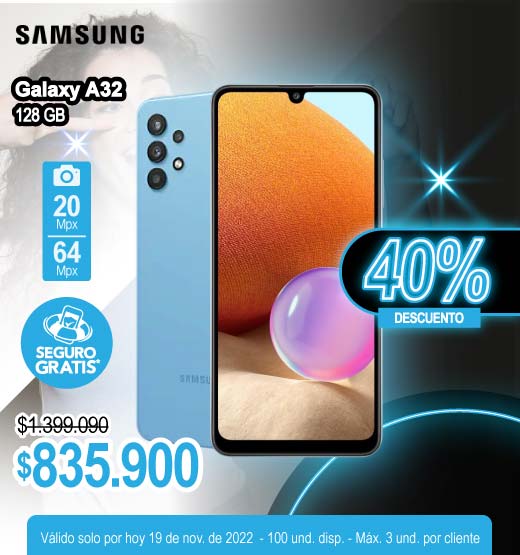 SAMSUNG
Galaxy A32
128 GB
20
Mpx
64
Mpx
40%
DESCUENTO
SEGURO
GRATIS*
SAMSUNG
$1.399.090
$835.900
Válido solo por hoy 19 de nov. de 2022 - 100 und. disp. - Máx. 3 und. por cliente